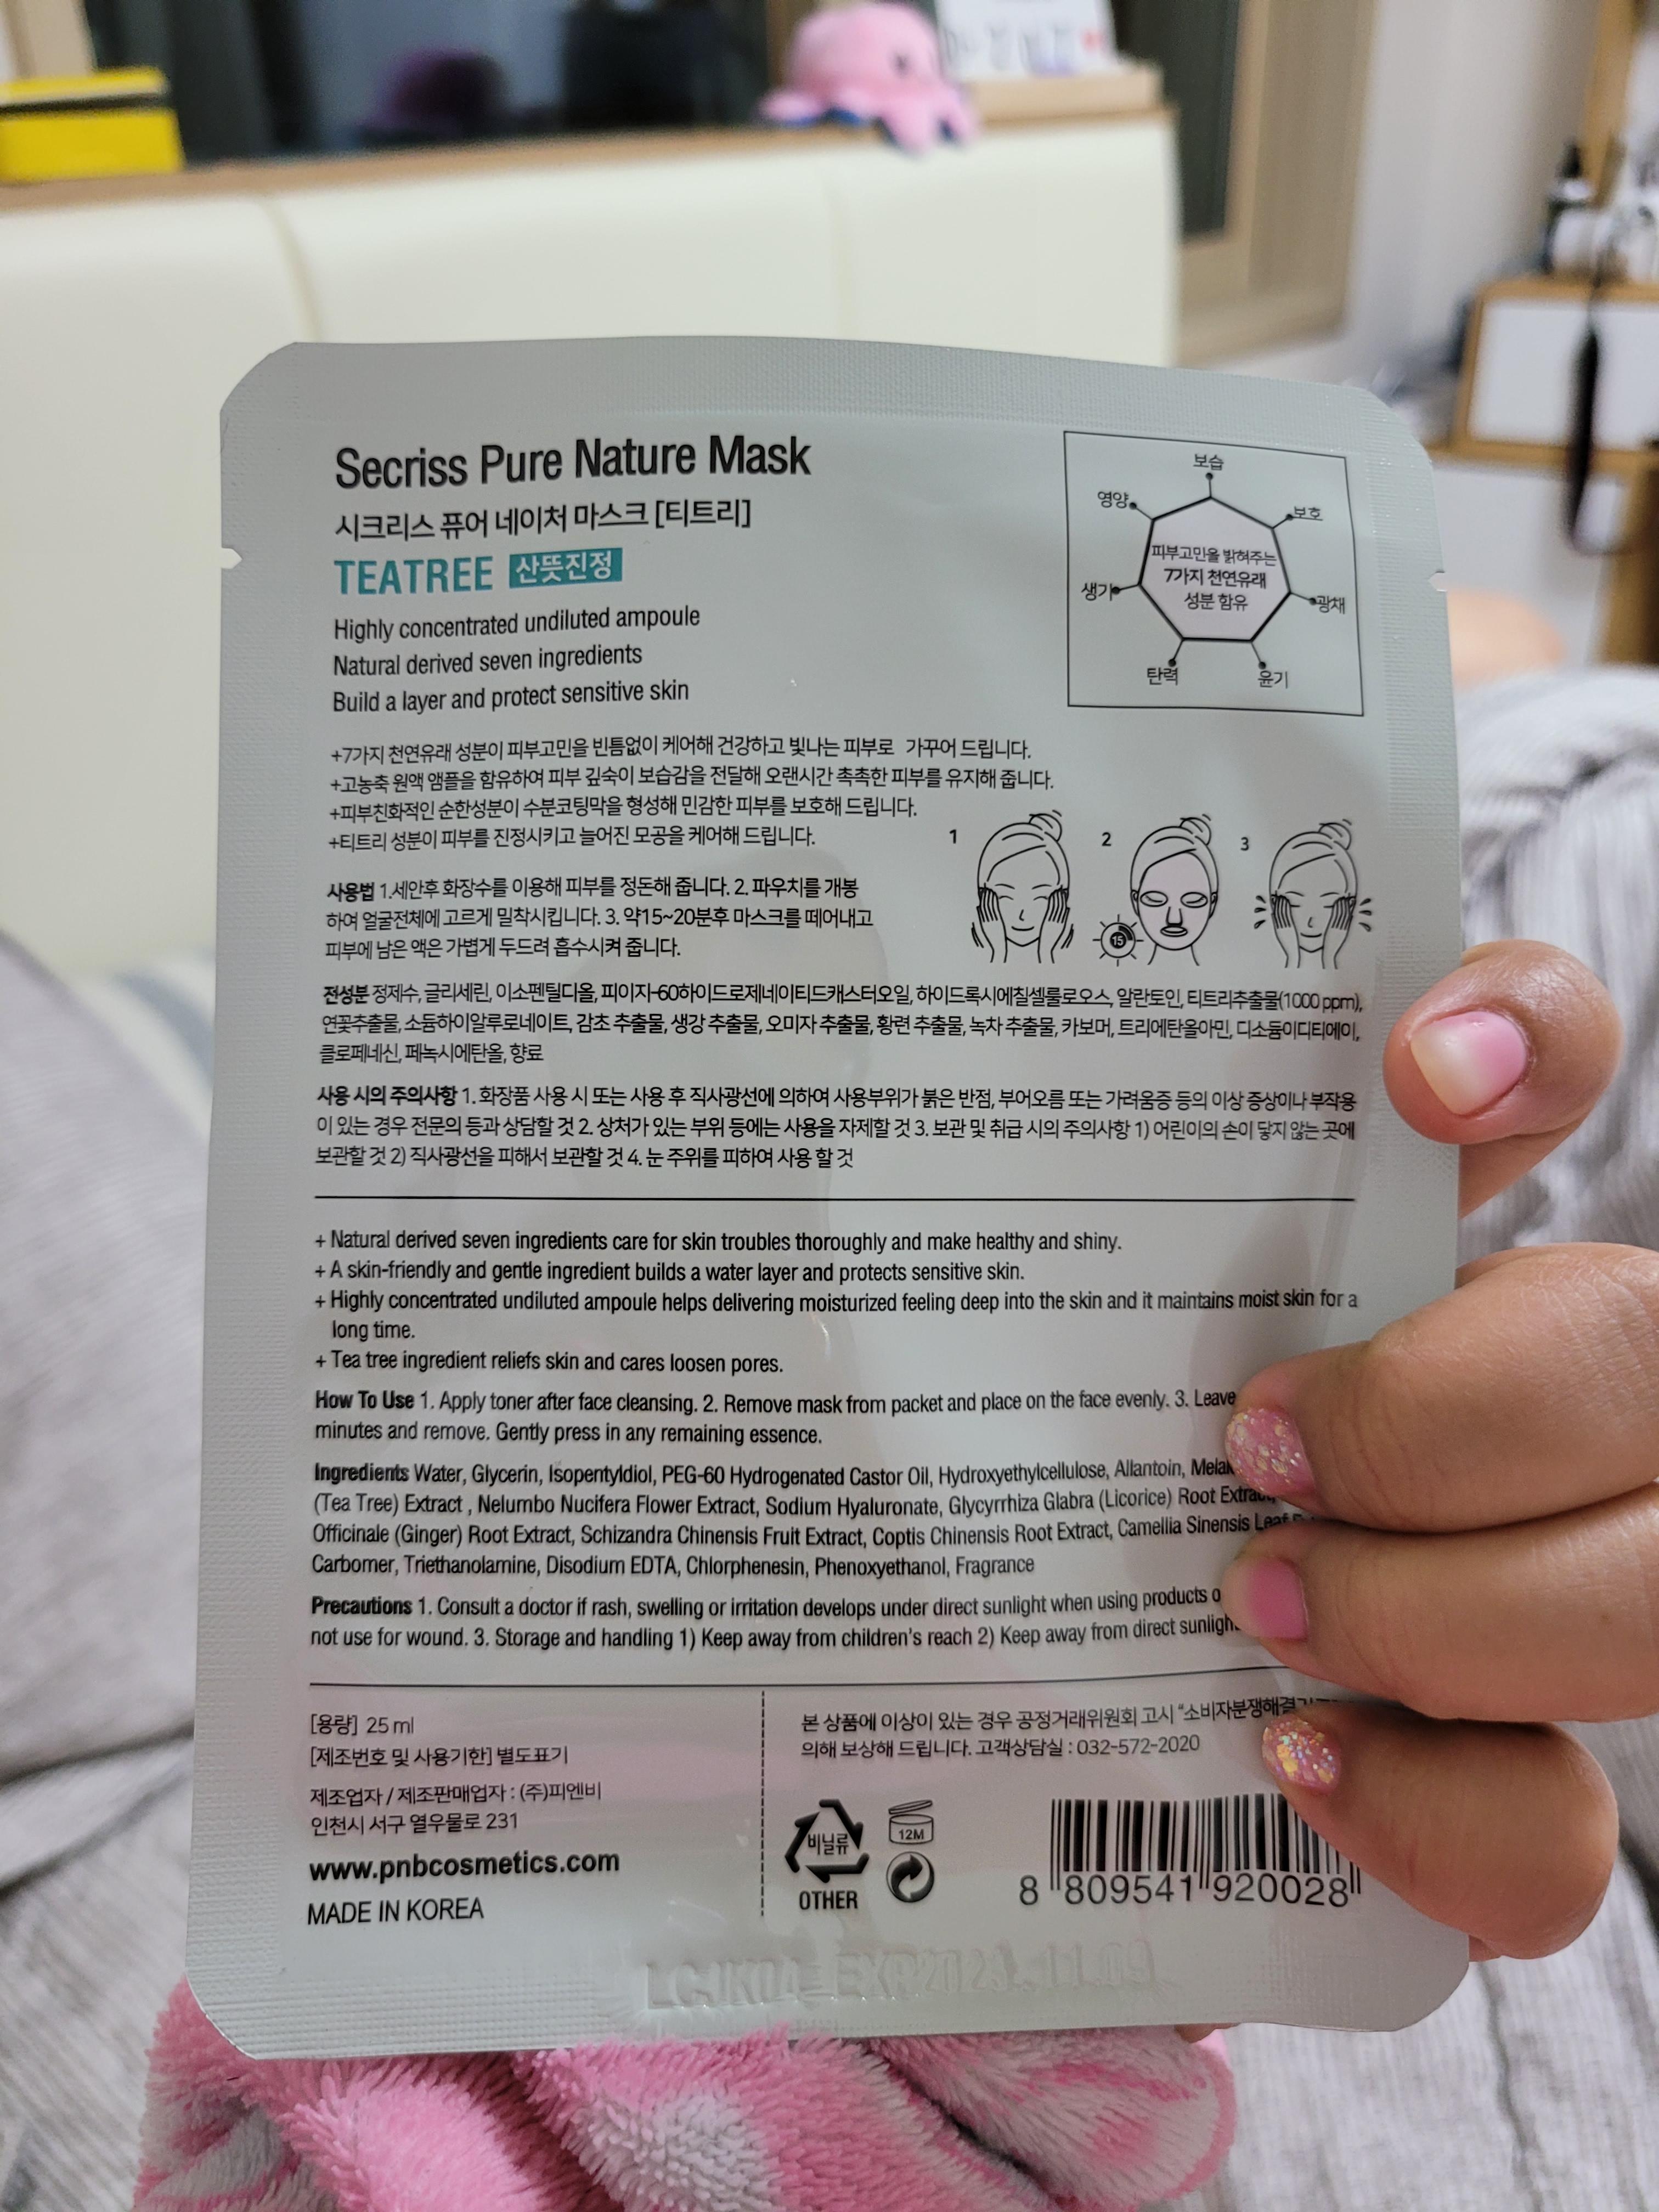 Secriss Pure Nature Mask
시크리스 퓨어 네이처 마스크 [티트리]
TEATREE 산뜻진정
Highly concentrated undiluted ampoule
Natural derived seven ingredients
Build a layer and protect sensitive skin
보습
영양
보호
피부고민을 밝혀주는
7가지 천연유래
성분 함유
생기
광채
탄력
윤기
+7가지 천연유래 성분이 피부고민을 빈틈없이 케어해 건강하고 빛나는 피부로 가꾸어 드립니다.
+고농축 원액 앰플을 함유하여 피부 깊숙이 보습감을 전달해 오랜시간 촉촉한 피부를 유지해 줍니다.
+피부친화적인 순한성분이 수분코팅막을 형성해 민감한 피부를 보호해 드립니다.
+티트리 성분이 피부를 진정시키고 늘어진 모공을 케어해 드립니다.
1
2
3
15
사용법 1.세안후 화장수를 이용해 피부를 정돈해 줍니다. 2. 파우치를 개봉
하여 얼굴전체에 고르게 밀착시킵니다. 3. 약15~20분후 마스크를 떼어내고
피부에 남은 액은 가볍게 두드려 흡수시켜 줍니다.
전성분 정제수, 글리세린, 이소펜틸디올, 피이지-60하이드로제네이티드캐스터오일, 하이드록시에칠셀룰로오스, 알란토인, 티트리추출물(1000 ppm),
연꽃추출물, 소듐하이알루로네이트, 감초 추출물, 생강 추출물, 오미자 추출물, 황련 추출물, 녹차 추출물, 카보머, 트리에탄올아민, 디소듐이디티에이,
클로페네신, 페녹시에탄올, 향료
사용 시의 주의사항 1. 화장품 사용 시 또는 사용 후 직사광선에 의하여 사용부위가 붉은 반점, 부어오름 또는 가려움증 등의 이상 증상이나 부작용
이 있는 경우 전문의 등과 상담할 것 2. 상처가 있는 부위 등에는 사용을 자제할 것 3. 보관 및 취급 시의 주의사항 1) 어린이의 손이 닿지 않는 곳에
보관할 것 2) 직사광선을 피해서 보관할 것 4. 눈 주위를 피하여 사용 할 것
+ Natural derived seven ingredients care for skin troubles thoroughly and make healthy and shiny.
+ A skin-friendly and gentle ingredient builds a water layer and protects sensitive skin.
+ Highly concentrated undiluted ampoule helps delivering moisturized feeling deep into the skin and it maintains moist skin for a
long time.
+ Tea tree ingredient reliefs skin and cares loosen pores.
How To Use 1. Apply toner after face cleansing. 2. Remove mask from packet and place on the face evenly. 3. Leave
minutes and remove. Gently press in any remaining essence.
Ingredients Water, Glycerin, Isopentyldiol, PEG-60 Hydrogenated Castor Oil, Hydroxyethylcellulose, Allantoin,
(Tea Tree) Extract , Nelumbo Nucifera Flower Extract, Sodium Hyaluronate, Glycyrrhiza Glabra (Licorice) Root Extract,
Officinale (Ginger) Root Extract, Schizandra Chinensis Fruit Extract, Coptis Chinensis Root Extract, Camellia Sinensis Leaf
Carbomer, Triethanolamine, Disodium EDTA, Chlorphenesin, Phenoxyethanol, Fragrance
Precautions 1. Consult a doctor if rash, swelling or irritation develops under direct sunlight when using products
not use for wound. 3. Storage and handling 1) Keep away from children's reach 2) Keep away from direct sunlight
[용량] 25 ml
[제조번호 및 사용기한] 별도표기
제조업자 / 제조판매업자 : (주)피엔비
인천시 서구 열우물로 231
www.pnbcosmetics.com
MADE IN KOREA
본 상품에 이상이 있는 경우 공정거래위원회 고시 "소비자분쟁해결
의해 보상해 드립니다. 고객상담실 : 032-572-2020
비닐류
OTHER
12M
8 809541 920028